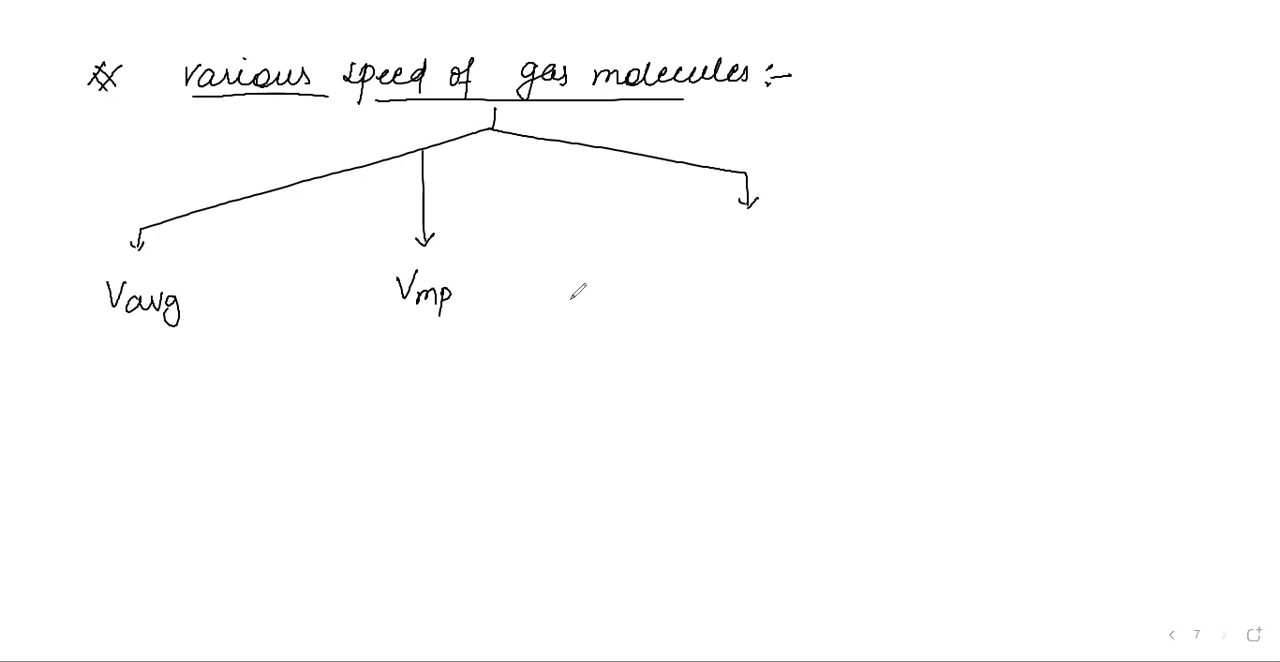 ※ various speed of gas molecules :-
Vavg Vmp
< 7 >